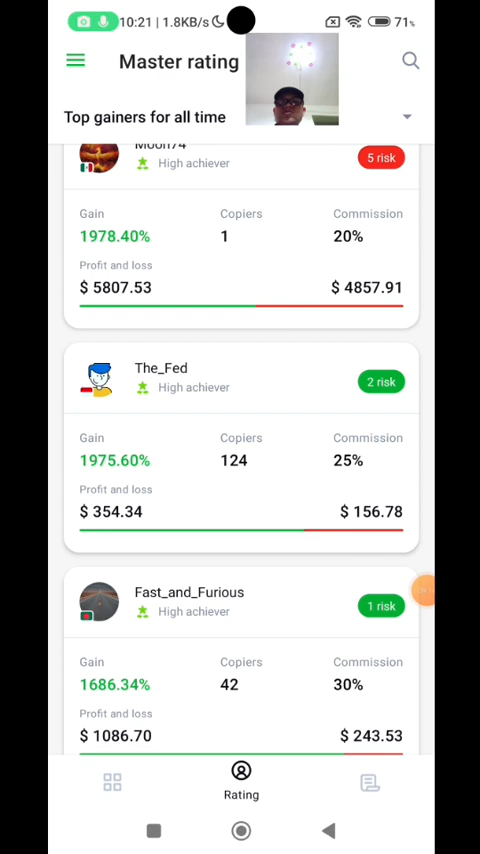 10:21 | 1.8KB/s
71%
Master rating
Top gainers for all time
Moon74
High achiever
5 risk
Gain Copiers Commission
1978.40% 1 20%
Profit and loss
$ 5807.53 $ 4857.91
The_Fed
High achiever
2 risk
Gain Copiers Commission
1975.60% 124 25%
Profit and loss
$ 354.34 $ 156.78
Fast_and_Furious
High achiever
1 risk
Gain Copiers Commission
1686.34% 42 30%
Profit and loss
$ 1086.70 $ 243.53
Rating